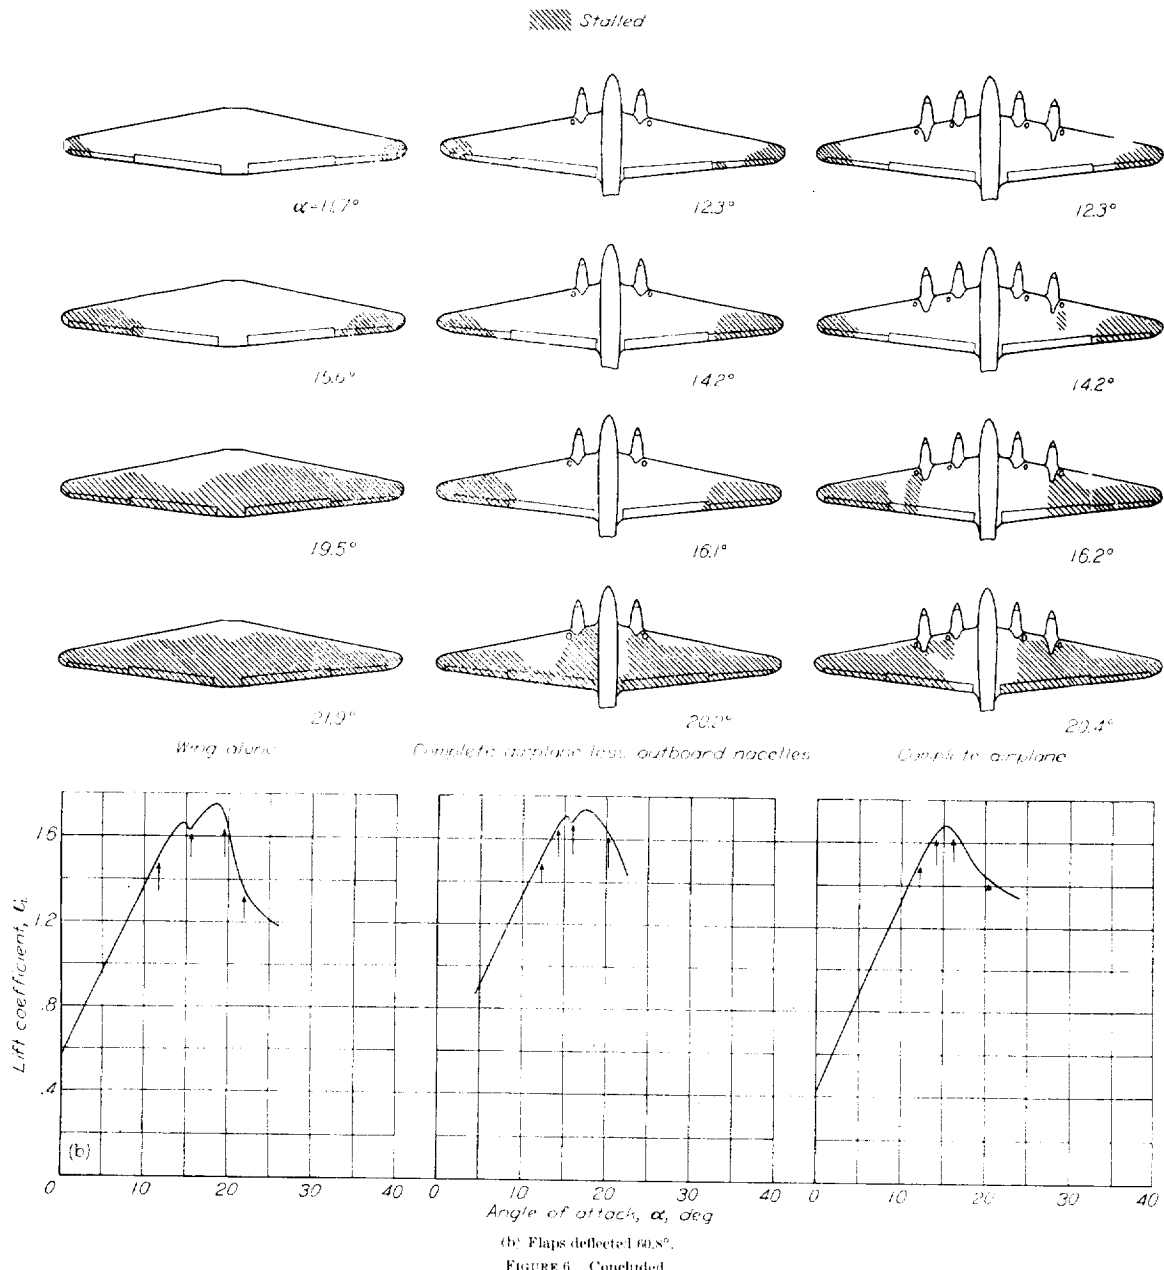 Stalled
α=11.7°
12.3°
12.3°
15.6°
14.2°
14.2°
19.5°
16.1°
16.2°
21.9°
20.2°
20.4°
Wing alone
Complete airplane less outboard nacelles
Complete airplane
Lift coefficient, C_L
1.6
1.2
.8
.4
(b)
0 10 20 30 40
0 10 20 30 40
0 10 20 30 40
Angle of attack, α, deg
(b) Flaps deflected 60.8°.
FIGURE 6. Concluded